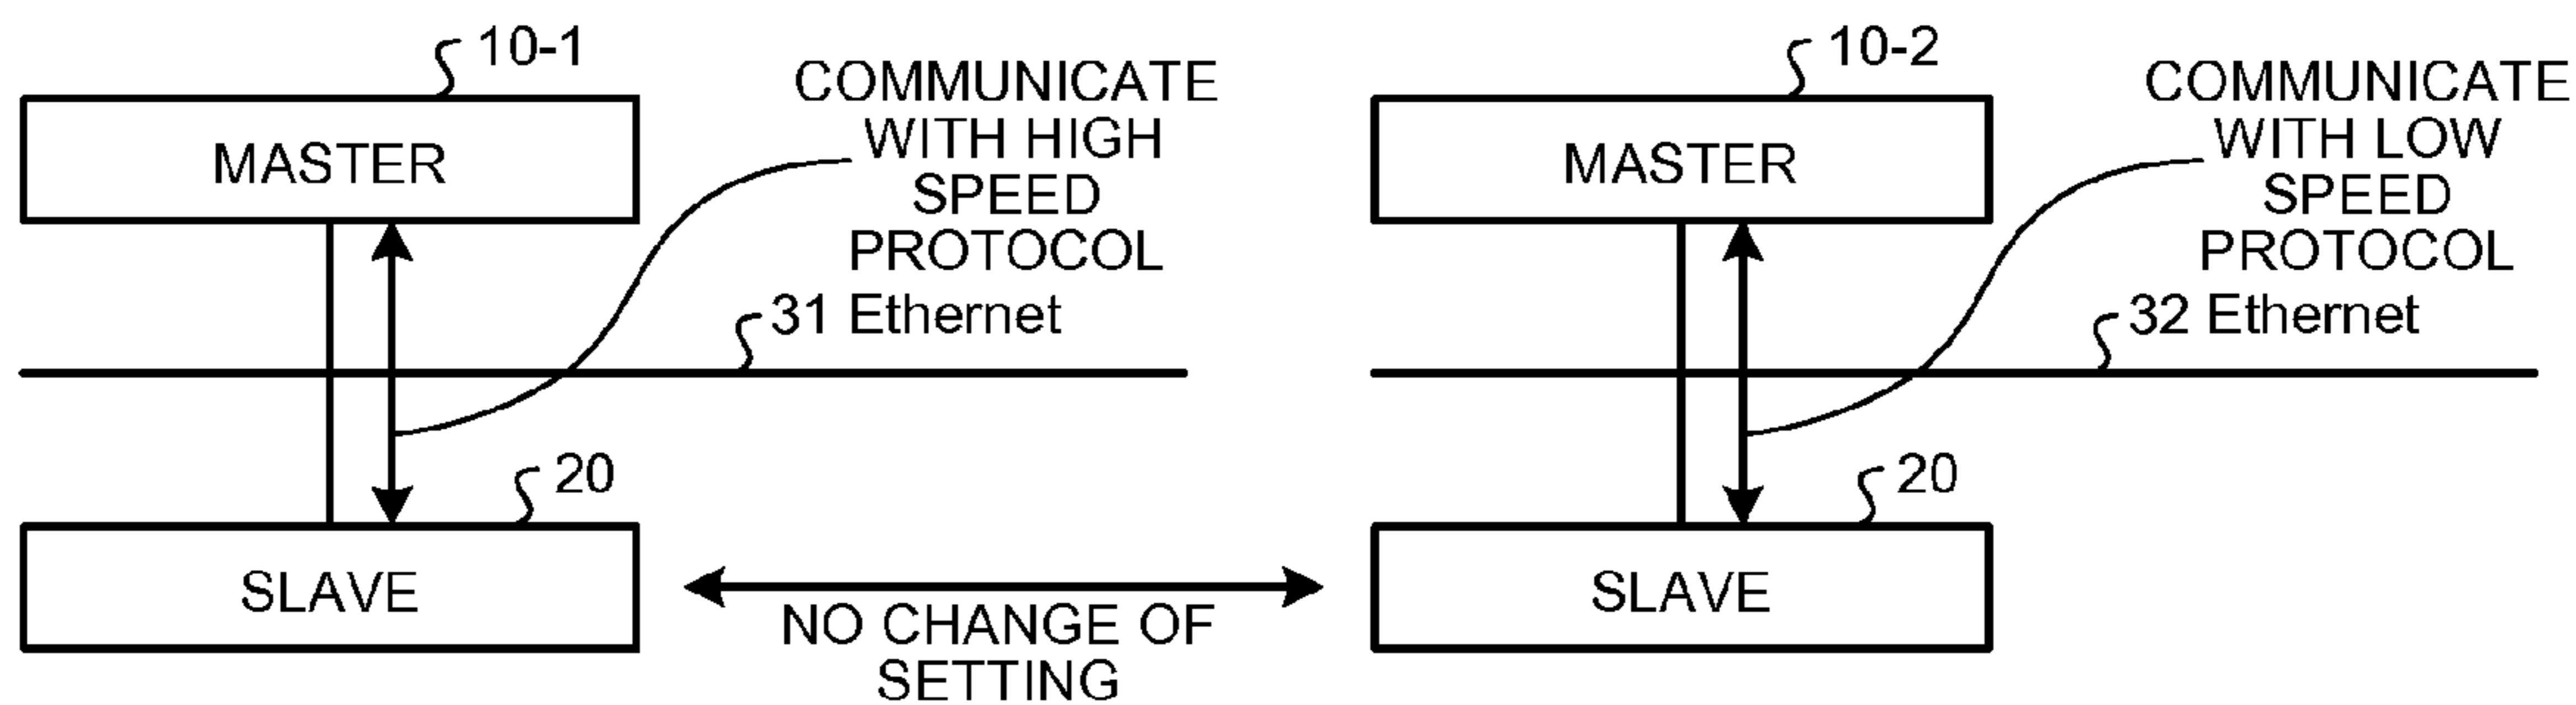 10-1
MASTER
COMMUNICATE
WITH HIGH
SPEED
PROTOCOL
31 Ethernet
20
SLAVE
NO CHANGE OF
SETTING
10-2
MASTER
COMMUNICATE
WITH LOW
SPEED
PROTOCOL
32 Ethernet
20
SLAVE